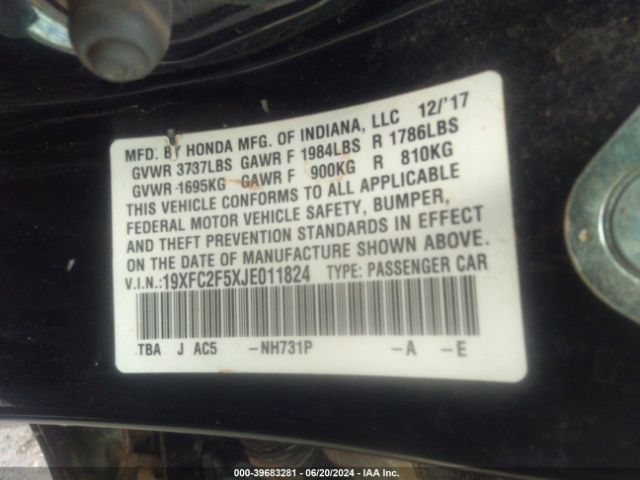 MFD. BY HONDA MFG. OF INDIANA, LLC 12/'17
GVWR 3737LBS GAWR F 1984LBS R 1786LBS
GVWR 1695KG GAWR F 900KG R 810KG
THIS VEHICLE CONFORMS TO ALL APPLICABLE
FEDERAL MOTOR VEHICLE SAFETY, BUMPER,
AND THEFT PREVENTION STANDARDS IN EFFECT
ON THE DATE OF MANUFACTURE SHOWN ABOVE.
V.I.N.:19XFC2F5XJE011824 TYPE: PASSENGER CAR
TBA J AC5 -NH731P -A -E
000-39683281 - 06/20/2024 - IAA Inc.